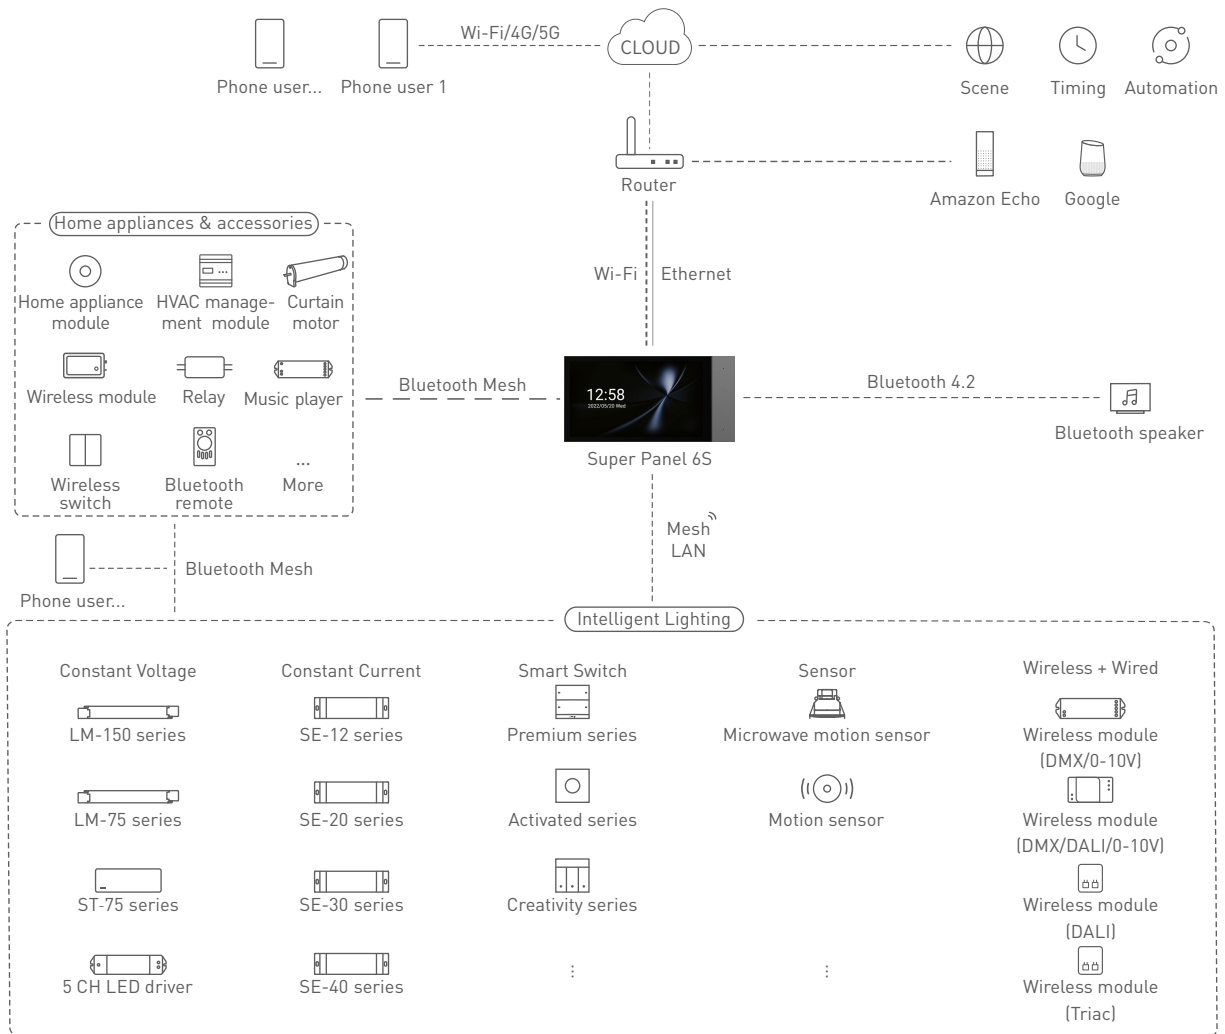 Wi-Fi/4G/5G
CLOUD
Phone user...
Phone user 1
Scene
Timing
Automation
Router
Amazon Echo
Google
Home appliances & accessories
Home appliance
module
HVAC manage-
ment module
Curtain
motor
Wireless module
Relay
Music player
Wireless
switch
Bluetooth
remote
...
More
Wi-Fi
Ethernet
Bluetooth Mesh
12:58
2022/05/20 Wed
Super Panel 6S
Bluetooth 4.2
Bluetooth speaker
Mesh
LAN
Phone user...
Bluetooth Mesh
Intelligent Lighting
Constant Voltage
LM-150 series
LM-75 series
ST-75 series
5 CH LED driver
Constant Current
SE-12 series
SE-20 series
SE-30 series
SE-40 series
Smart Switch
Premium series
Activated series
Creativity series
⋮
Sensor
Microwave motion sensor
Motion sensor
⋮
Wireless + Wired
Wireless module
(DMX/0-10V)
Wireless module
(DMX/DALI/0-10V)
Wireless module
(DALI)
Wireless module
(Triac)